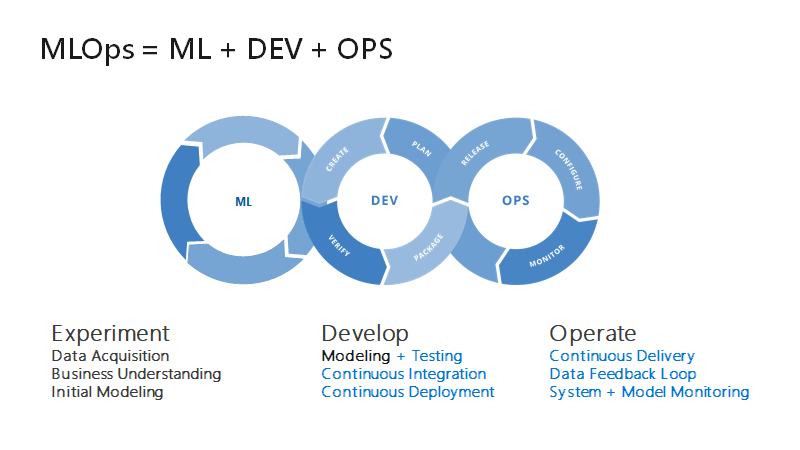 MLOps = ML + DEV + OPS
ML
DEV
OPS
CREATE
PLAN
VERIFY
PACKAGE
RELEASE
CONFIGURE
MONITOR
Experiment
Data Acquisition
Business Understanding
Initial Modeling
Develop
Modeling + Testing
Continuous Integration
Continuous Deployment
Operate
Continuous Delivery
Data Feedback Loop
System + Model Monitoring